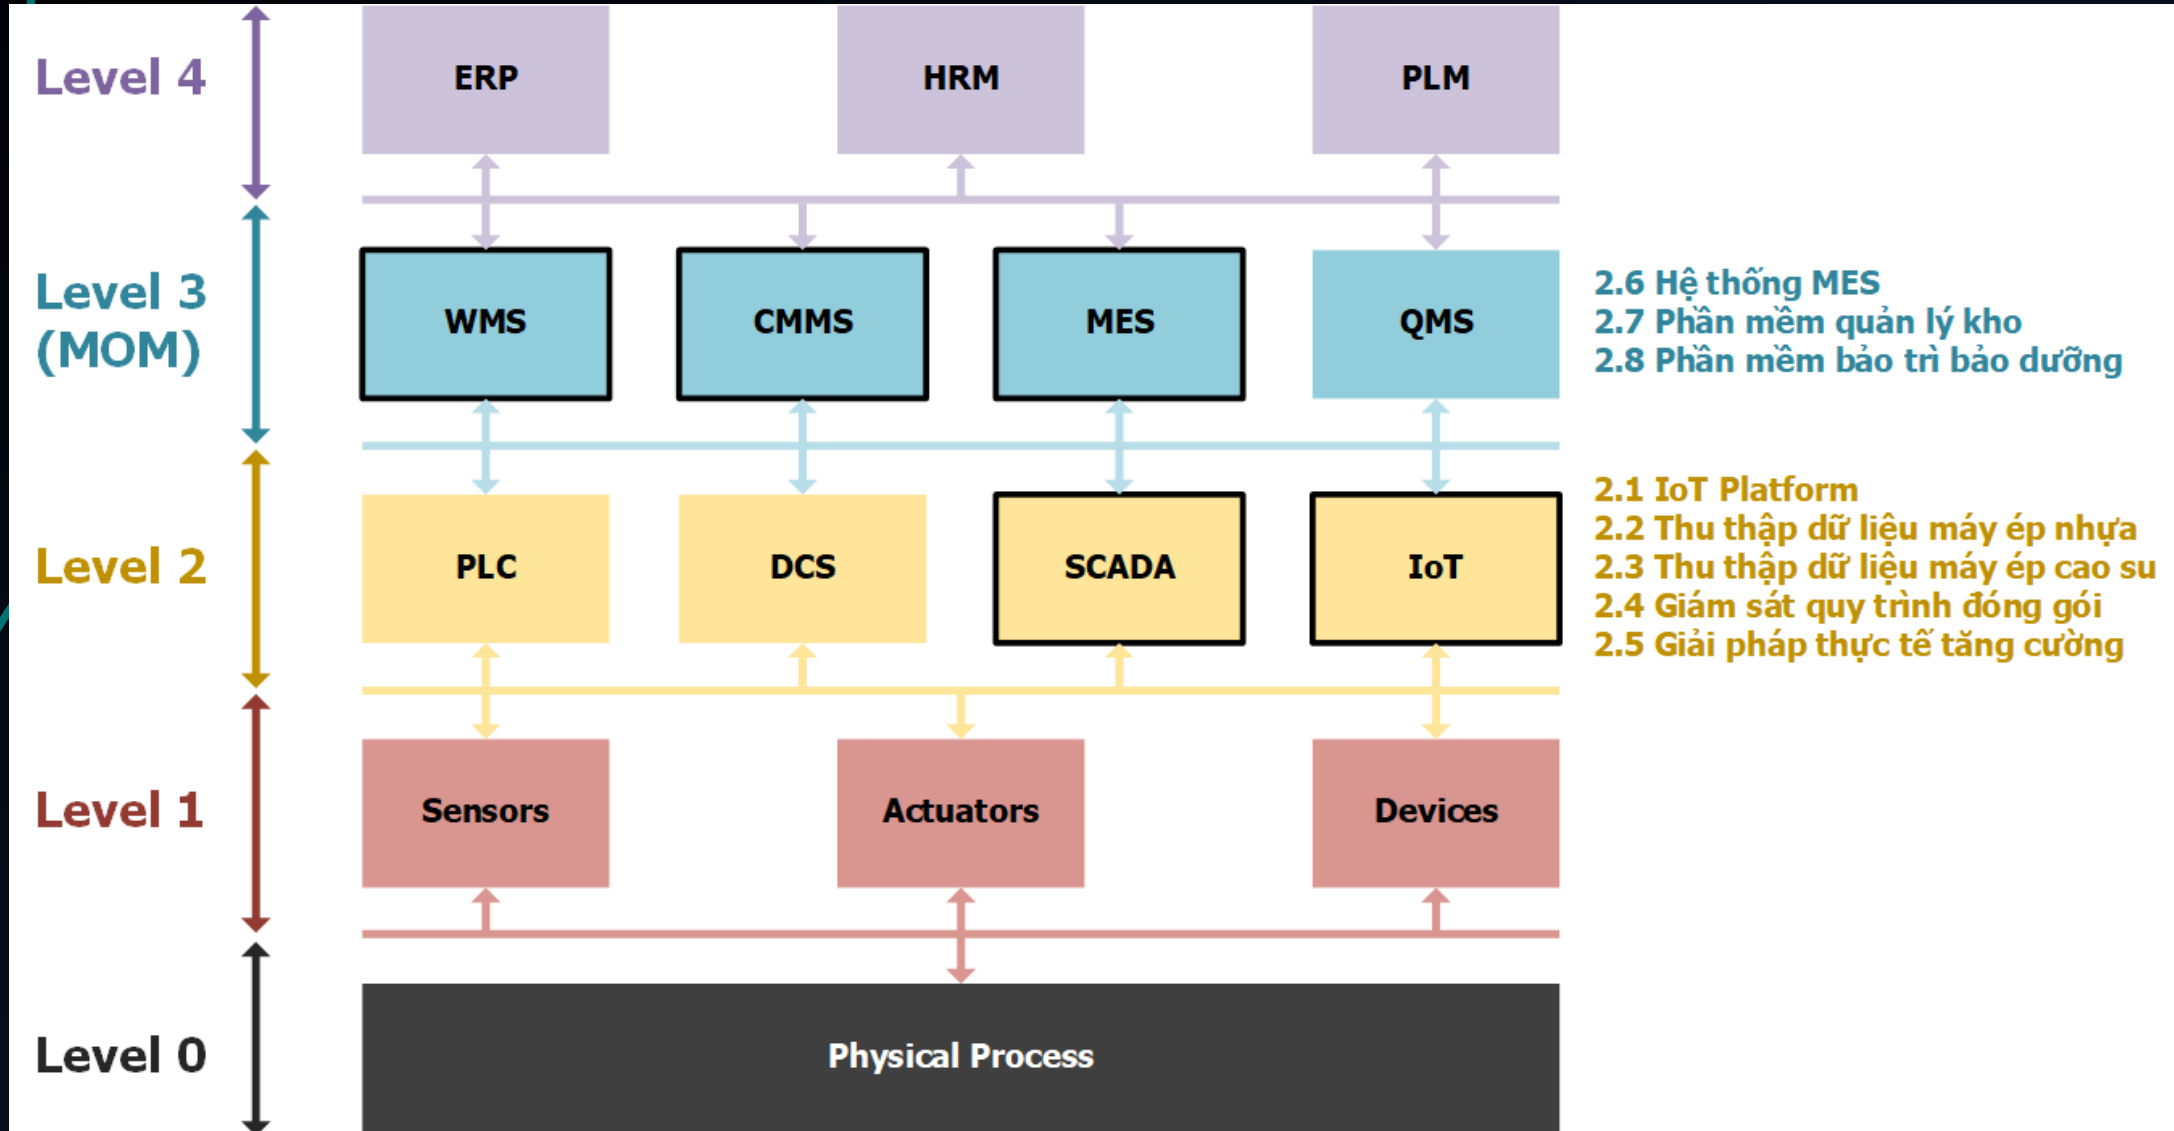 Level 4
ERP
HRM
PLM
Level 3
(MOM)
WMS
CMMS
MES
QMS
2.6 Hệ thống MES
2.7 Phần mềm quản lý kho
2.8 Phần mềm bảo trì bảo dưỡng
Level 2
PLC
DCS
SCADA
IoT
2.1 IoT Platform
2.2 Thu thập dữ liệu máy ép nhựa
2.3 Thu thập dữ liệu máy ép cao su
2.4 Giám sát quy trình đóng gói
2.5 Giải pháp thực tế tăng cường
Level 1
Sensors
Actuators
Devices
Level 0
Physical Process